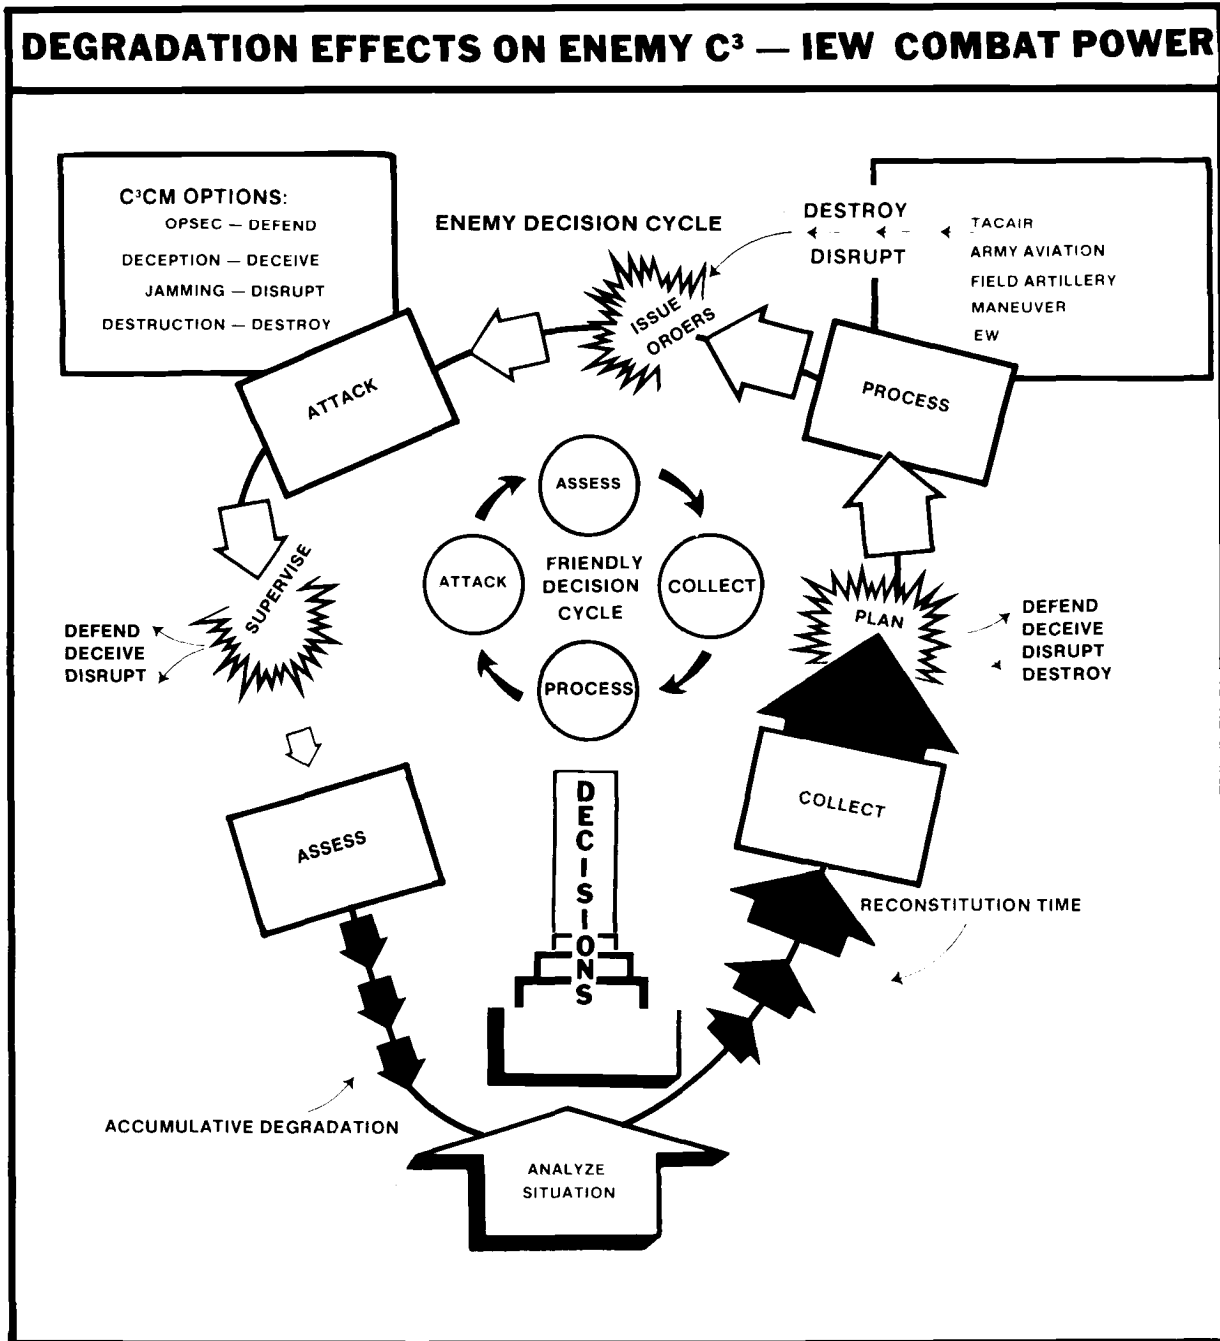 DEGRADATION EFFECTS ON ENEMY C³ — IEW COMBAT POWER
C³CM OPTIONS:
OPSEC — DEFEND
DECEPTION — DECEIVE
JAMMING — DISRUPT
DESTRUCTION — DESTROY
ENEMY DECISION CYCLE
DESTROY
DISRUPT
TACAIR
ARMY AVIATION
FIELD ARTILLERY
MANEUVER
EW
ISSUE
OROERS
ATTACK
PROCESS
ASSESS
ATTACK
FRIENDLY
DECISION
CYCLE
COLLECT
PROCESS
SUPERVISE
DEFEND
DECEIVE
DISRUPT
PLAN
DEFEND
DECEIVE
DISRUPT
DESTROY
ASSESS
DECISIONS
COLLECT
RECONSTITUTION TIME
ACCUMULATIVE DEGRADATION
ANALYZE
SITUATION